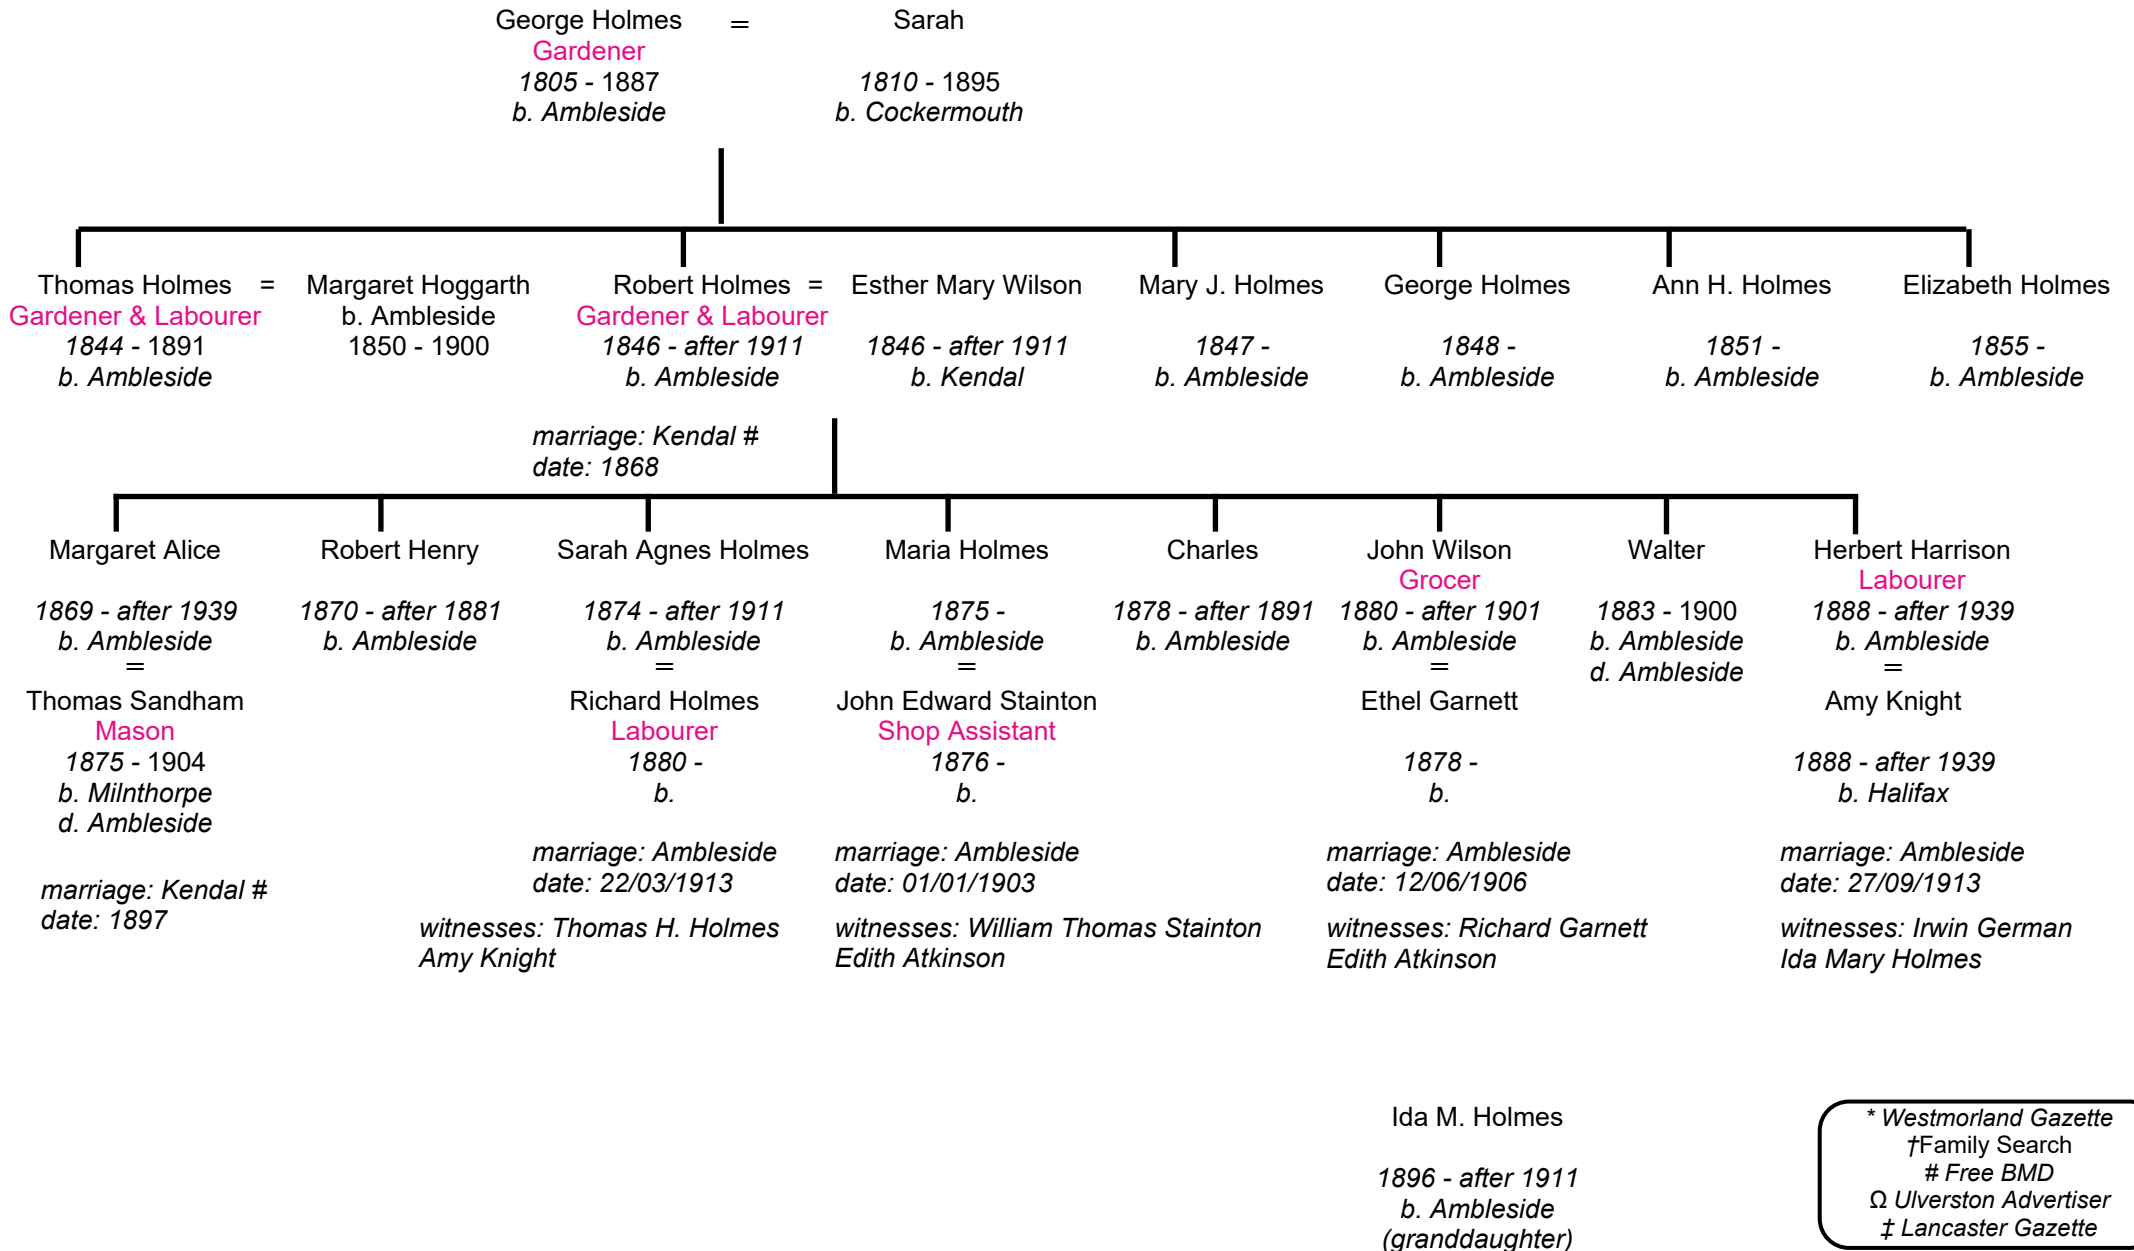 George Holmes = Sarah
Gardener
1805 - 1887 1810 - 1895
b. Ambleside b. Cockermouth
Thomas Holmes = Margaret Hoggarth Robert Holmes = Esther Mary Wilson Mary J. Holmes George Holmes Ann H. Holmes Elizabeth Holmes
Gardener & Labourer b. Ambleside Gardener & Labourer
1844 - 1891 1850 - 1900 1846 - after 1911 1846 - after 1911 1847 - 1848 - 1851 - 1855 -
b. Ambleside b. Ambleside b. Kendal b. Ambleside b. Ambleside b. Ambleside b. Ambleside
marriage: Kendal #
date: 1868
Margaret Alice Robert Henry Sarah Agnes Holmes Maria Holmes Charles John Wilson Walter Herbert Harrison
Grocer Labourer
1869 - after 1939 1870 - after 1881 1874 - after 1911 1875 - 1878 - after 1891 1880 - after 1901 1883 - 1900 1888 - after 1939
b. Ambleside b. Ambleside b. Ambleside b. Ambleside b. Ambleside b. Ambleside b. Ambleside b. Ambleside
= = = = d. Ambleside =
Thomas Sandham Richard Holmes John Edward Stainton Ethel Garnett Amy Knight
Mason Labourer Shop Assistant
1875 - 1904 1880 - 1876 - 1878 - 1888 - after 1939
b. Milnthorpe b. b. b. b. Halifax
d. Ambleside
marriage: Ambleside marriage: Ambleside marriage: Ambleside marriage: Ambleside
marriage: Kendal # date: 22/03/1913 date: 01/01/1903 date: 12/06/1906 date: 27/09/1913
date: 1897 witnesses: Thomas H. Holmes witnesses: William Thomas Stainton witnesses: Richard Garnett witnesses: Irwin German
Amy Knight Edith Atkinson Edith Atkinson Ida Mary Holmes
Ida M. Holmes
1896 - after 1911
b. Ambleside
(granddaughter)
* Westmorland Gazette
†Family Search
# Free BMD
Ω Ulverston Advertiser
‡ Lancaster Gazette